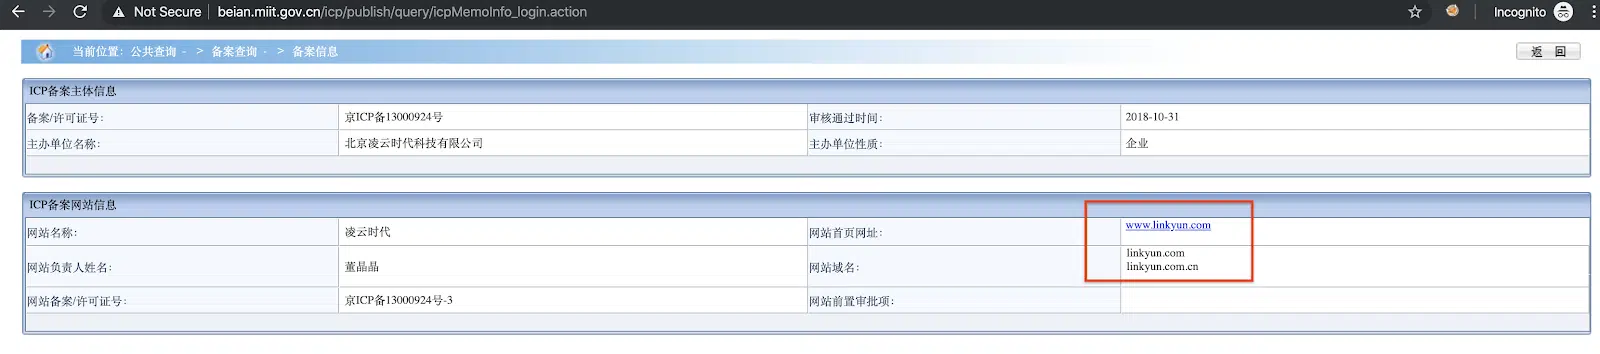 Not Secure | beian.miit.gov.cn/icp/publish/query/icpMemoInfo_login.action Incognito
当前位置：公共查询 - > 备案查询 - > 备案信息 返 回
ICP备案主体信息
备案/许可证号： 京ICP备13000924号 审核通过时间： 2018-10-31
主办单位名称： 北京凌云时代科技有限公司 主办单位性质： 企业
ICP备案网站信息
网站名称： 凌云时代 网站首页网址： www.linkyun.com
网站负责人姓名： 董晶晶 网站域名： linkyun.com
linkyun.com.cn
网站备案/许可证号： 京ICP备13000924号-3 网站前置审批项：